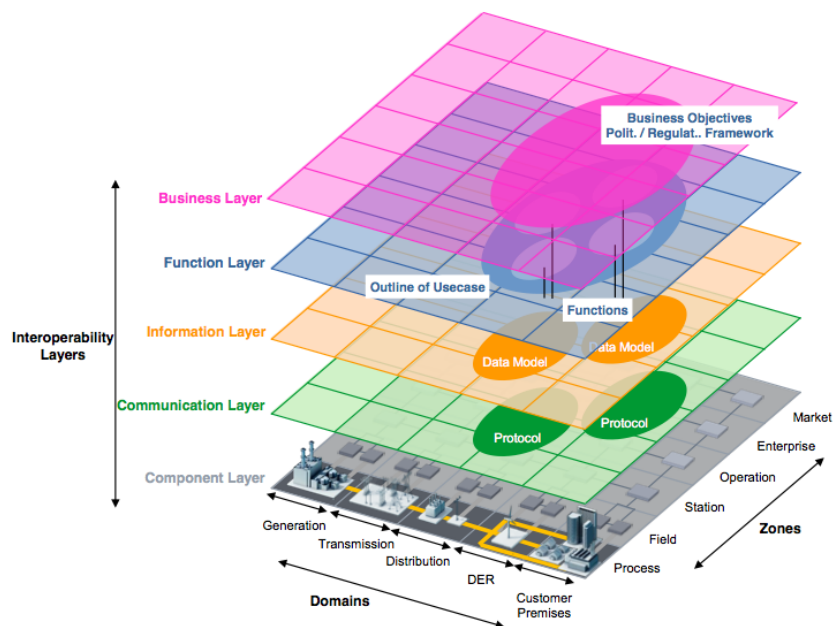 Business Objectives
Polit. / Regulat.. Framework
Business Layer
Function Layer
Outline of Usecase
Functions
Interoperability
Layers
Information Layer
Data Model
Data Model
Communication Layer
Protocol
Protocol
Component Layer
Market
Enterprise
Operation
Station
Field
Process
Zones
Generation
Transmission
Distribution
DER
Customer
Premises
Domains